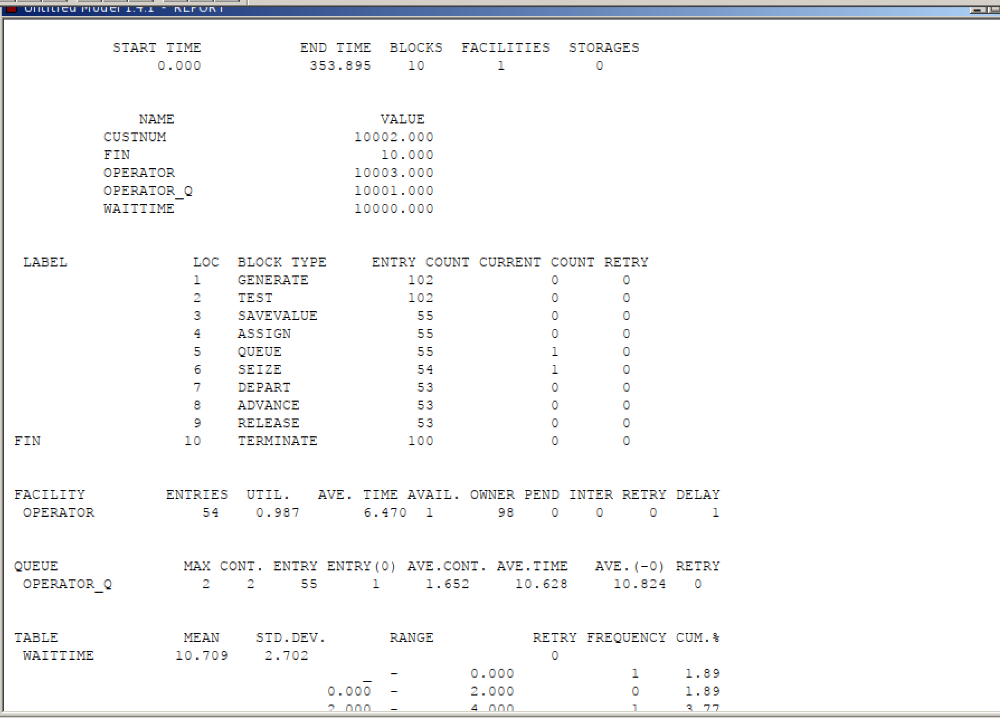 Untitled Model 1.4.1 - REPORT
START TIME END TIME BLOCKS FACILITIES STORAGES
0.000 353.895 10 1 0
NAME VALUE
CUSTNUM 10002.000
FIN 10.000
OPERATOR 10003.000
OPERATOR_Q 10001.000
WAITTIME 10000.000
LABEL LOC BLOCK TYPE ENTRY COUNT CURRENT COUNT RETRY
1 GENERATE 102 0 0
2 TEST 102 0 0
3 SAVEVALUE 55 0 0
4 ASSIGN 55 0 0
5 QUEUE 55 1 0
6 SEIZE 54 1 0
7 DEPART 53 0 0
8 ADVANCE 53 0 0
9 RELEASE 53 0 0
FIN 10 TERMINATE 100 0 0
FACILITY ENTRIES UTIL. AVE. TIME AVAIL. OWNER PEND INTER RETRY DELAY
OPERATOR 54 0.987 6.470 1 98 0 0 0 1
QUEUE MAX CONT. ENTRY ENTRY(0) AVE.CONT. AVE.TIME AVE.(-0) RETRY
OPERATOR_Q 2 2 55 1 1.652 10.628 10.824 0
TABLE MEAN STD.DEV. RANGE RETRY FREQUENCY CUM.%
WAITTIME 10.709 2.702 0
_ - 0.000 1 1.89
0.000 - 2.000 0 1.89
2.000 - 4.000 1 3.77